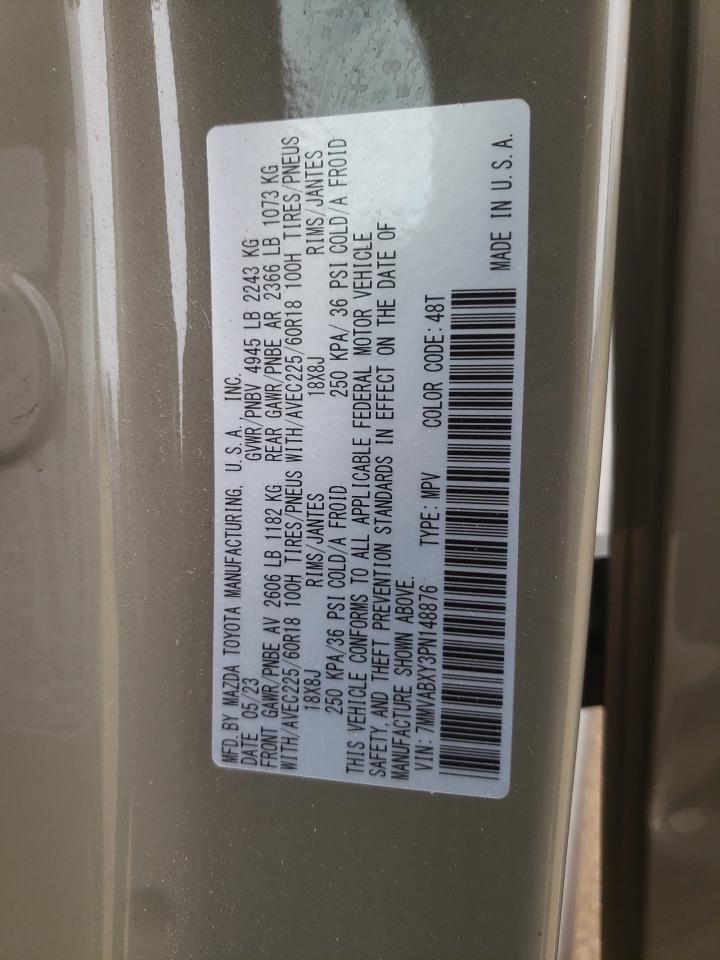 MFD. BY MAZDA TOYOTA MANUFACTURING, U.S.A., INC.
DATE 05/23 GVWR/PNBV 4945 LB 2243 KG
FRONT GAWR/PNBE AV 2606 LB 1182 KG REAR GAWR/PNBE AR 2366 LB 1073 KG
WITH/AVEC225/60R18 100H TIRES/PNEUS WITH/AVEC225/60R18 100H TIRES/PNEUS
18X8J RIMS/JANTES 18X8J RIMS/JANTES
250 KPA/36 PSI COLD/A FROID 250 KPA/ 36 PSI COLD/A FROID
THIS VEHICLE CONFORMS TO ALL APPLICABLE FEDERAL MOTOR VEHICLE
SAFETY, AND THEFT PREVENTION STANDARDS IN EFFECT ON THE DATE OF
MANUFACTURE SHOWN ABOVE.
VIN: 7MMVABXY3PN148876 TYPE: MPV COLOR CODE: 48T
MADE IN U.S.A.